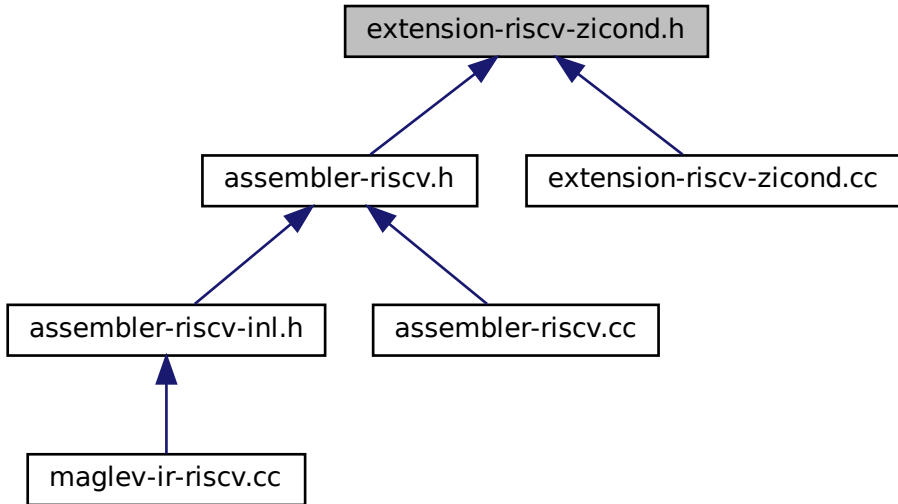 extension-riscv-zicond.h
assembler-riscv.h
extension-riscv-zicond.cc
assembler-riscv-inl.h
assembler-riscv.cc
maglev-ir-riscv.cc